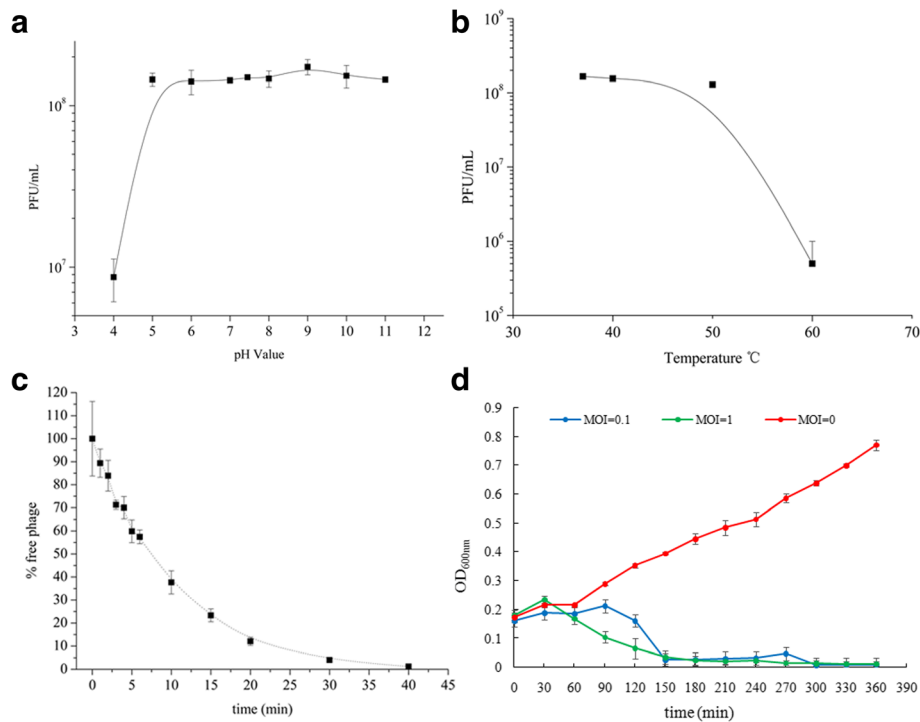 a
10^8
10^7
PFU/mL
3 4 5 6 7 8 9 10 11 12
pH Value
b
10^9
10^8
10^7
10^6
10^5
PFU/mL
30 40 50 60 70
Temperature ℃
c
120
110
100
90
80
70
60
50
40
30
20
10
0
% free phage
0 5 10 15 20 25 30 35 40 45
time (min)
d
0.9
0.8
0.7
0.6
0.5
0.4
0.3
0.2
0.1
0
OD600nm
MOI=0.1 MOI=1 MOI=0
0 30 60 90 120 150 180 210 240 270 300 330 360 390
time (min)